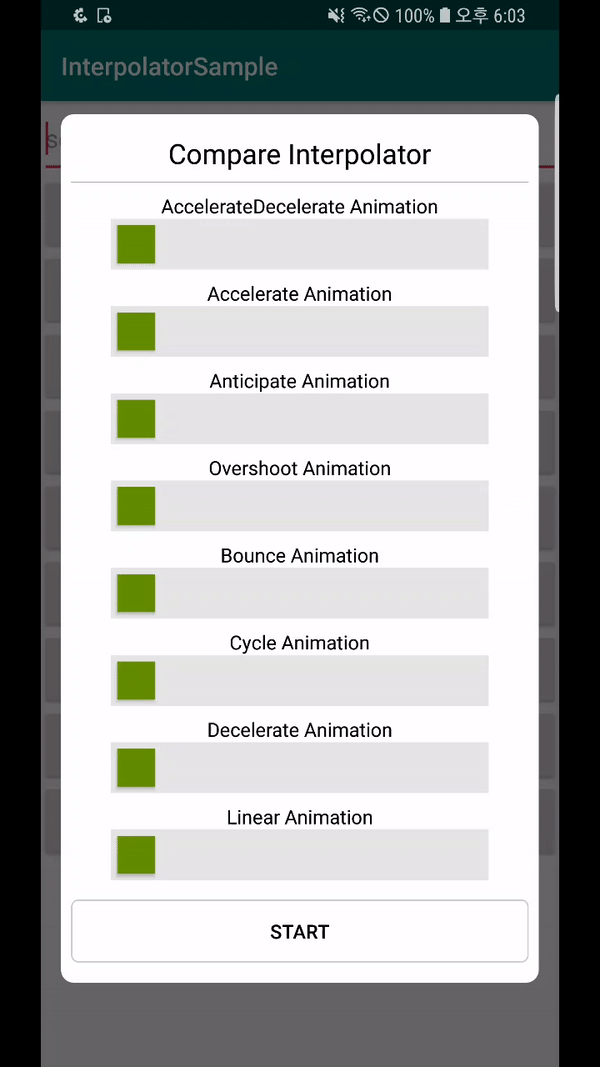 100% 오후 6:03
InterpolatorSample
Compare Interpolator
AccelerateDecelerate Animation
Accelerate Animation
Anticipate Animation
Overshoot Animation
Bounce Animation
Cycle Animation
Decelerate Animation
Linear Animation
START